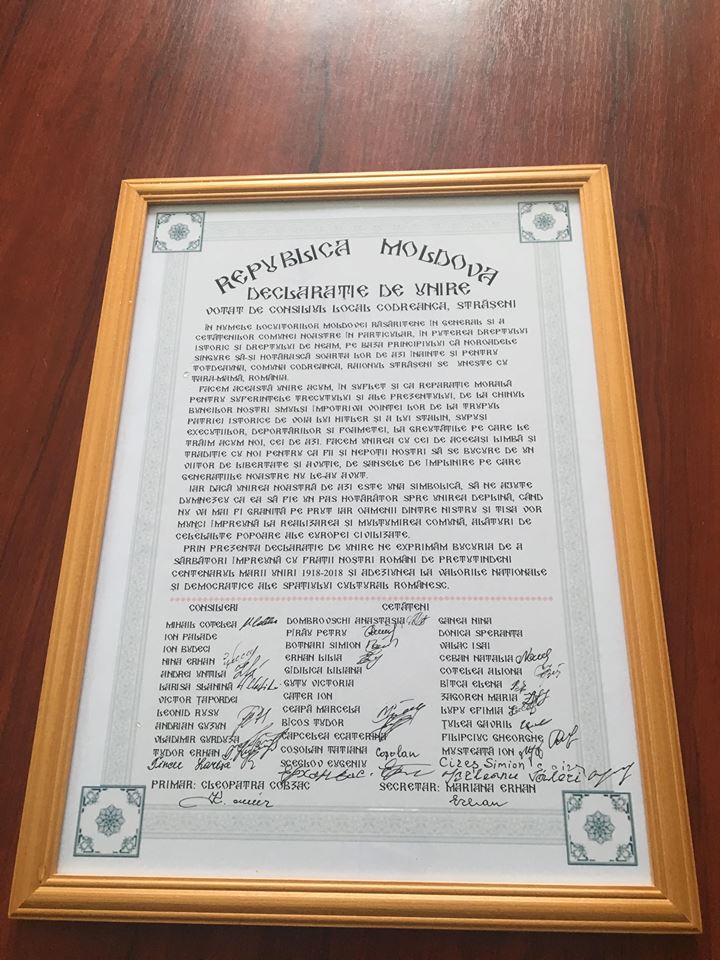 REPUBLICA MOLDOVA
DECLARAȚIE DE UNIRE
VOTAT DE CONSILIUL LOCAL CODREANCA, STRĂȘENI
ÎN NUMELE LOCUITORILOR MOLDOVEI RĂSĂRITENE ÎN GENERAL ȘI A
CETĂȚENILOR COMUNEI NOASTRE ÎN PARTICULAR, ÎN PUTEREA DREPTULUI
ISTORIC ȘI DREPTULUI DE NEAM, PE BAZA PRINCIPIULUI CĂ NOROADELE
SINGURE SĂ-ȘI HOTĂRASCĂ SOARTA LOR DE AZI ÎNAINTE ȘI PENTRU
TOTDEAUNA, COMUNA CODREANCA, RAIONUL STRĂȘENI SE UNEȘTE CU
ȚARA-MAMĂ, ROMÂNIA.
FACEM ACEASTĂ UNIRE ACUM, ÎN SUFLET ȘI CA REPARAȚIE MORALĂ
PENTRU SUFERINȚELE TRECUTULUI ȘI ALE PREZENTULUI, DE LA CHINUL
BUNEILOR NOȘTRI SMULȘI ÎMPOTRIVA VOINȚEI LOR DE LA TRUPUL
PATRIEI ISTORICE DE VOIA LUI HITLER ȘI A LUI STALIN, SUPUȘI
EXECUȚIILOR, DEPORTĂRILOR ȘI FOAMETEI, LA GREUTĂȚILE PE CARE LE
TRĂIM ACUM NOI, CEI DE AZI. FACEM UNIREA CU CEI DE ACEEAȘI LIMBĂ ȘI
TRADIȚIE CU NOI PENTRU CA FII ȘI NEPOȚII NOȘTRI SĂ SE BUCURE DE UN
VIITOR DE LIBERTATE ȘI AVUȚIE, DE ȘANSELE DE ÎMPLINIRE PE CARE
GENERAȚIILE NOASTRE NU LE-AU AVUT.
IAR DACĂ UNIREA NOASTRĂ DE AZI ESTE UNA SIMBOLICĂ, SĂ NE AJUTE
DUMNEZEU CA EA SĂ FIE UN PAS HOTĂRÂTOR SPRE UNIREA DEPLINĂ, CÂND
NU VA MAI FI GRANIȚĂ PE PRUT IAR OAMENII DINTRE NISTRU ȘI TISA VOR
MUNCI ÎMPREUNĂ LA REALIZAREA ȘI MULȚUMIREA COMUNĂ, ALĂTURI DE
CELELALTE POPOARE ALE EUROPEI CIVILIZATE.
PRIN PREZENTA DECLARAȚIE DE UNIRE NE EXPRIMĂM BUCURIA DE A
SĂRBĂTORI ÎMPREUNĂ CU FRAȚII NOȘTRI ROMÂNI DE PRETUTINDENI
CENTENARUL MARII UNIRI 1918-2018 ȘI ADEZIUNEA LA VALORILE NAȚIONALE
ȘI DEMOCRATICE ALE SPAȚIULUI CULTURAL ROMÂNESC.
CONSILIERI CETĂȚENI
MIHAIL COTELEA DOMBROVSCHI ANASTASIA GANEA NINA
ION PALADE PÎRĂU PETRU DONICA SPERANȚA
ION BUDECI BOTNARI SIMION VALAC ISAI
NINA ERHAN ERHAN LILIA CEBAN NATALIA
ANDREI UNTILA GÎDILICA LILIANA COTELEA ALIONA
LARISA SLANINĂ GUȚU VICTORIA BÎTCA ELENA
VICTOR ȚAPORDEI CATER ION ZAGOREN MARIA
LEONID RUSU CEAPĂ MARCELA LUPU EFIMIA
ANDRIAN GUZUN BICOS TUDOR ȚULEA GAVRIL
VLADIMIR GURDUZA CAPCELEA ECATERINA FILIPCIUC GHEORGHE
TUDOR ERHAN COȘOLAN TATIANA Coșolan MUSTEAȚĂ ION
SCEGLOV EUGENIU Cires Simion
PRIMAR: CLEOPATRA COBZAC SECRETAR: MARIANA ERHAN
Erhan